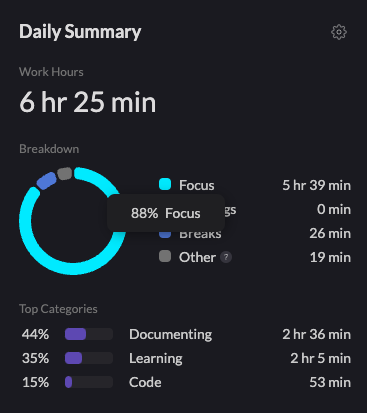 Daily Summary
Work Hours
6 hr 25 min
Breakdown
Focus 5 hr 39 min
88% Focus
gs 0 min
Breaks 26 min
Other ? 19 min
Top Categories
44% Documenting 2 hr 36 min
35% Learning 2 hr 5 min
15% Code 53 min